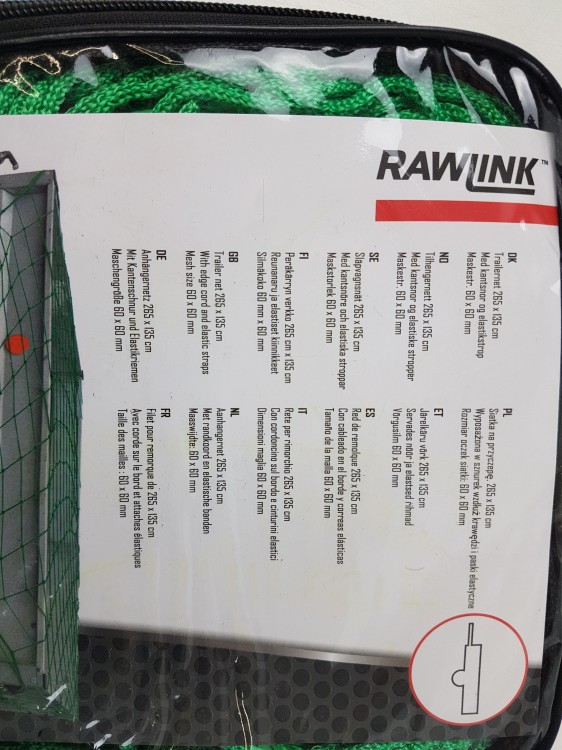 RAWLINK™
DK
Trailernet 265 x 135 cm
Med kantsnor og elastikstrop
Maskestr. 60 x 60 mm
NO
Tilhengernett 265 x 135 cm
Med kantsnor og elastiske stropper
Maskestr. 60 x 60 mm
SE
Släpvagnsnät 265 x 135 cm
Med kantsnöre och elastiska stroppar
Maskstorlek 60 x 60 mm
FI
Peräkärryn verkko 265 cm x 135 cm
Reunanaru ja elastiset kiinnikkeet
Silmäkoko 60 mm x 60 mm
GB
Trailer net 265 x 135 cm
With edge cord and elastic straps
Mesh size 60 x 60 mm
DE
Anhängernetz 265 x 135 cm
Mit Kantenschnur und Elastikriemen
Maschengröße 60 x 60 mm
PL
Siatka na przyczepę, 265 x 135 cm
Wyposażona w sznurek wzdłuż krawędzi i paski elastyczne
Rozmiar oczek siatki: 60 x 60 mm
ET
Järelkäru võrk 265 x 135 cm
Servades nöör ja elastsed rihmad
Võrgusilm 60 x 60 mm
ES
Red de remolque 265 x 135 cm
Con cableado en el borde y correas elásticas
Tamaño de la malla 60 x 60 mm
IT
Rete per rimorchio 265 x 135 cm
Con cordoncino sul bordo e cinturini elastici
Dimension maglia 60 x 60 mm
NL
Aanhangernet 265 x 135 cm
Met randkoord en elastische banden
Maaswijdte: 60 x 60 mm
FR
Filet pour remorque de 265 x 135 cm
Avec corde sur le bord et attaches élastiques
Taille des mailles : 60 x 60 mm